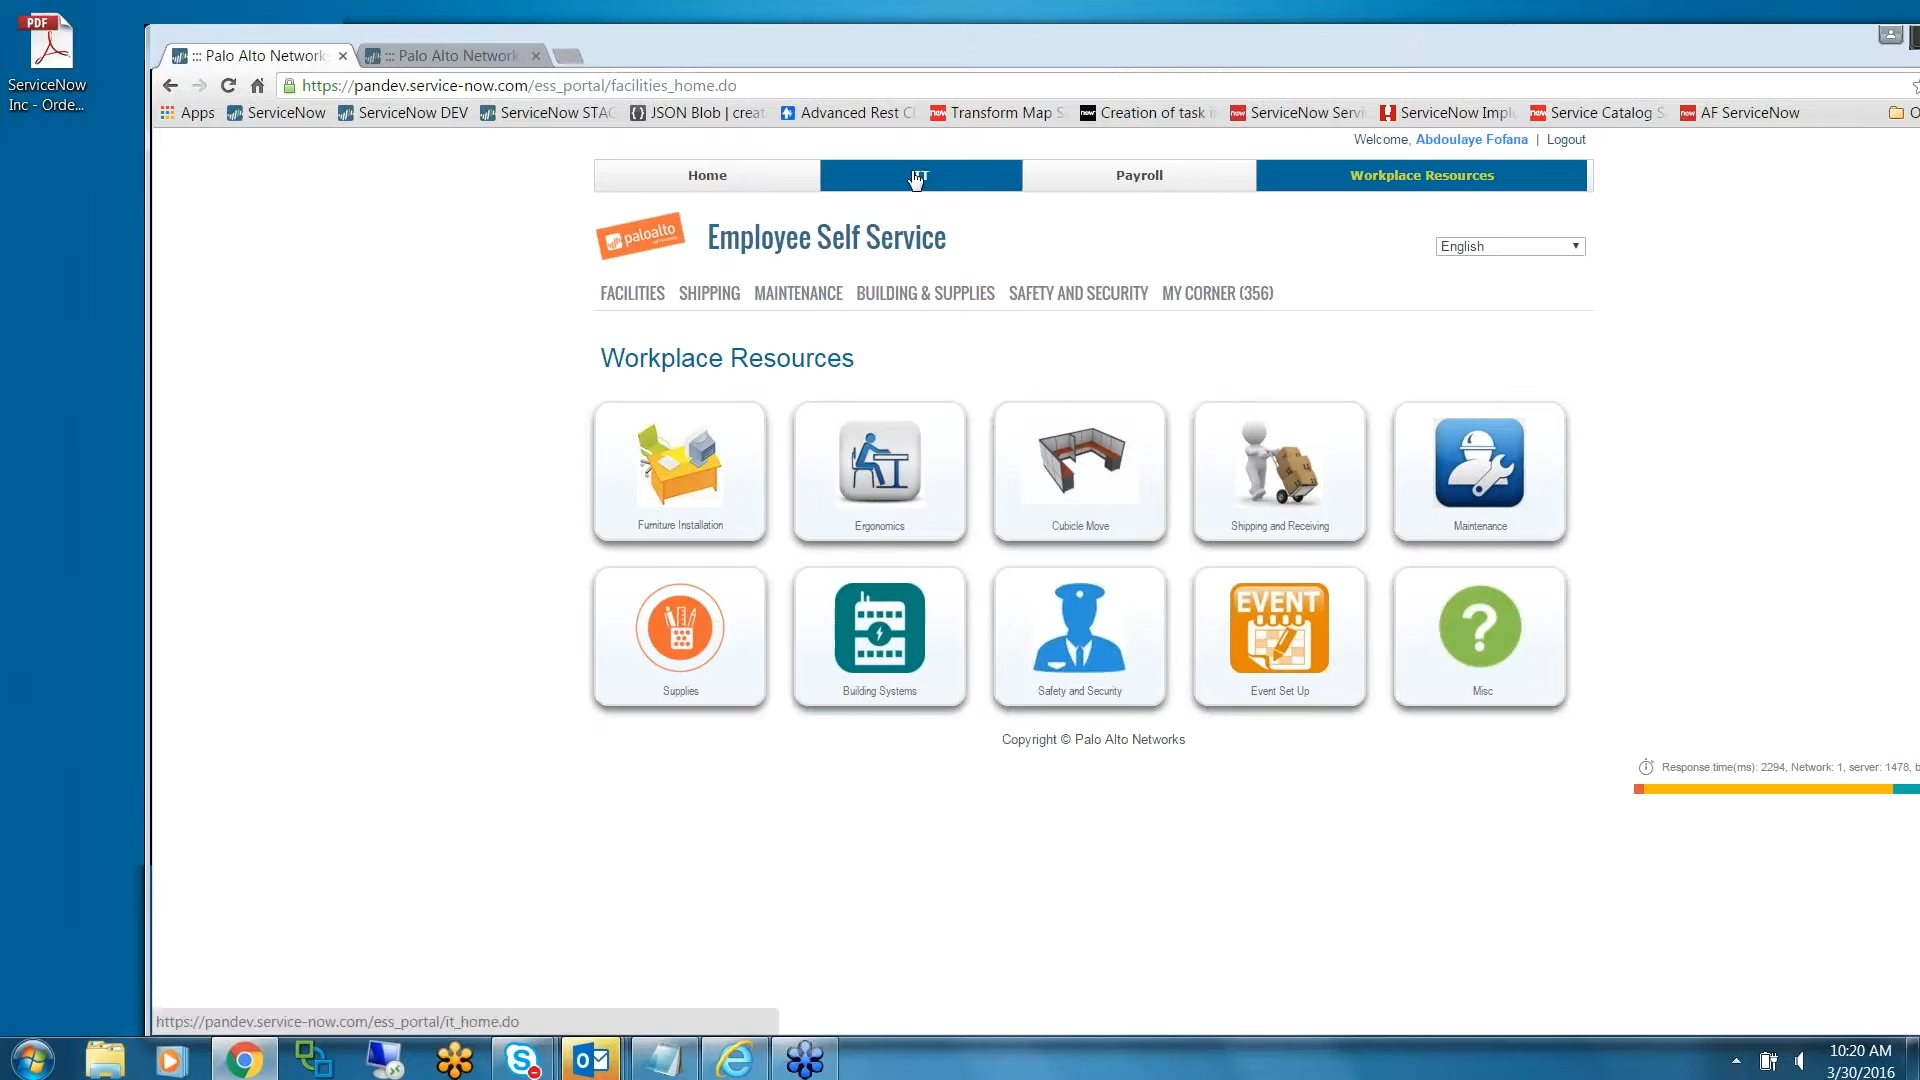 PDF
ServiceNow
Inc - Orde...
::: Palo Alto Network
::: Palo Alto Network
https://pandev.service-now.com/ess_portal/facilities_home.do
Apps
ServiceNow
ServiceNow DEV
ServiceNow STAG
JSON Blob | creat
Advanced Rest Cl
Transform Map S
Creation of task i
ServiceNow Servi
ServiceNow Imple
Service Catalog S
AF ServiceNow
Welcome, Abdoulaye Fofana | Logout
Home
Payroll
Workplace Resources
paloalto
Employee Self Service
English
FACILITIES
SHIPPING
MAINTENANCE
BUILDING & SUPPLIES
SAFETY AND SECURITY
MY CORNER (356)
Workplace Resources
Furniture Installation
Ergonomics
Cubicle Move
Shipping and Receiving
Maintenance
Supplies
Building Systems
EVENT
Safety and Security
Event Set Up
Misc
Copyright © Palo Alto Networks
Response time(ms): 2294, Network: 1, server: 1478, b
https://pandev.service-now.com/ess_portal/it_home.do
10:20 AM
3/30/2016